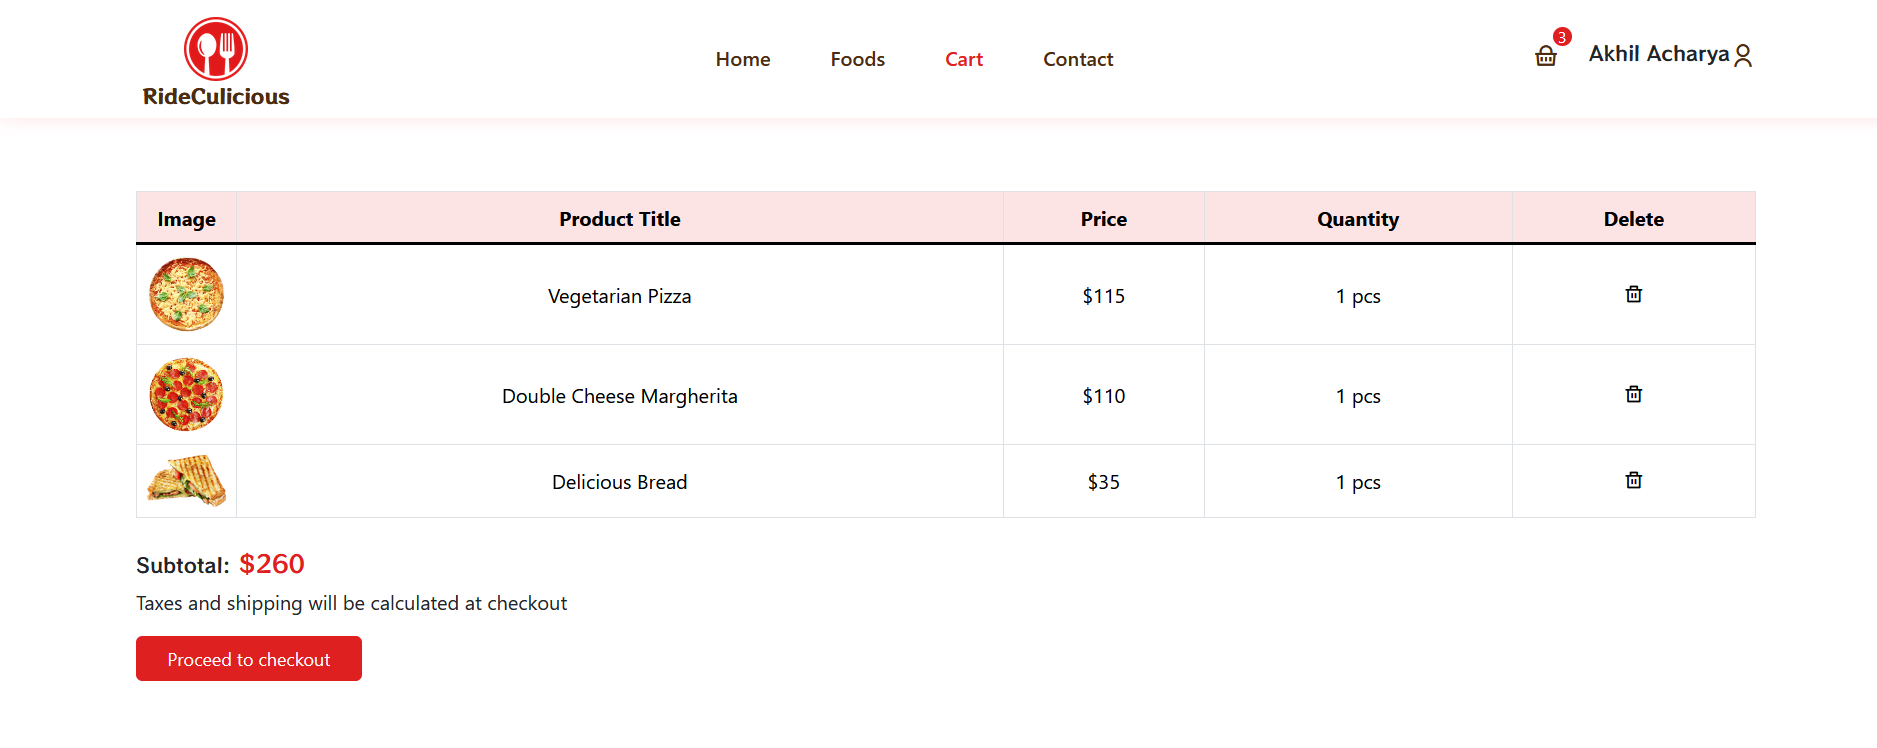 RideCulicious
Home Foods Cart Contact
3
Akhil Acharya
Image Product Title Price Quantity Delete
Vegetarian Pizza $115 1 pcs
Double Cheese Margherita $110 1 pcs
Delicious Bread $35 1 pcs
Subtotal: $260
Taxes and shipping will be calculated at checkout
Proceed to checkout